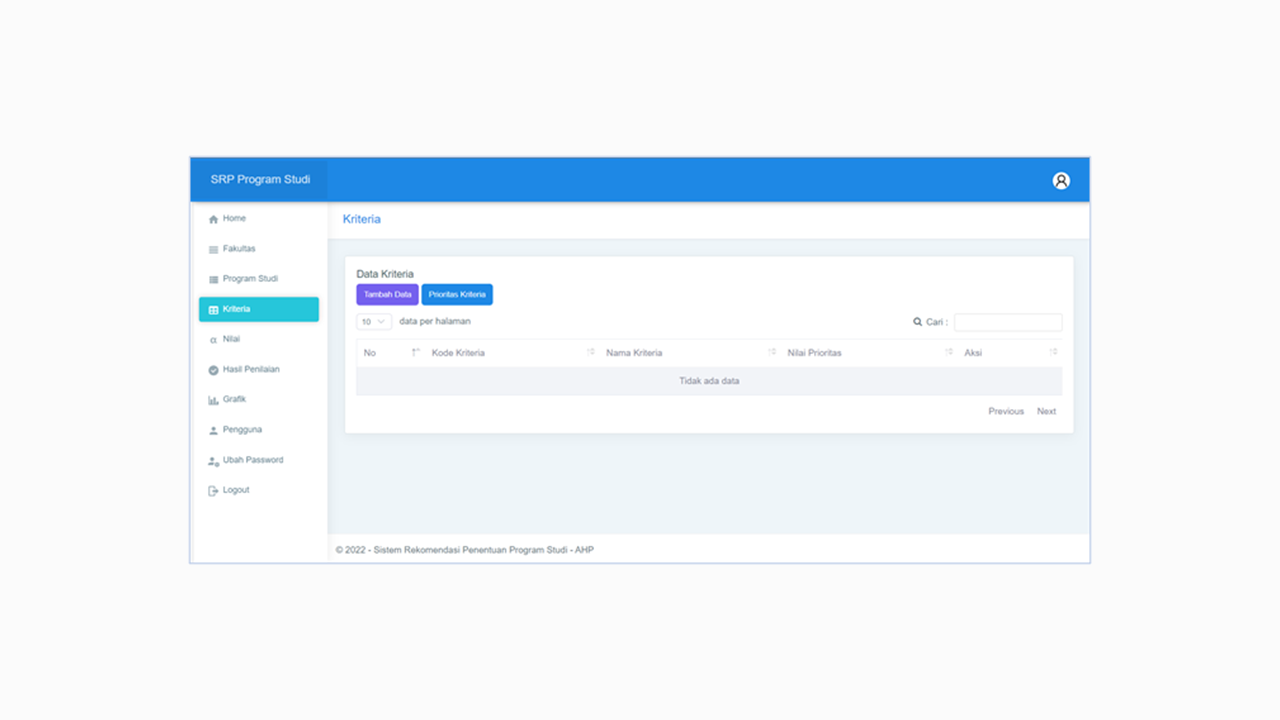 SRP Program Studi
Home
Fakultas
Program Studi
Kriteria
Nilai
Hasil Penilaian
Grafik
Pengguna
Ubah Password
Logout
Kriteria
Data Kriteria
Tambah Data Prioritas Kriteria
10 data per halaman Cari :
No Kode Kriteria Nama Kriteria Nilai Prioritas Aksi
Tidak ada data
Previous Next
© 2022 - Sistem Rekomendasi Penentuan Program Studi - AHP